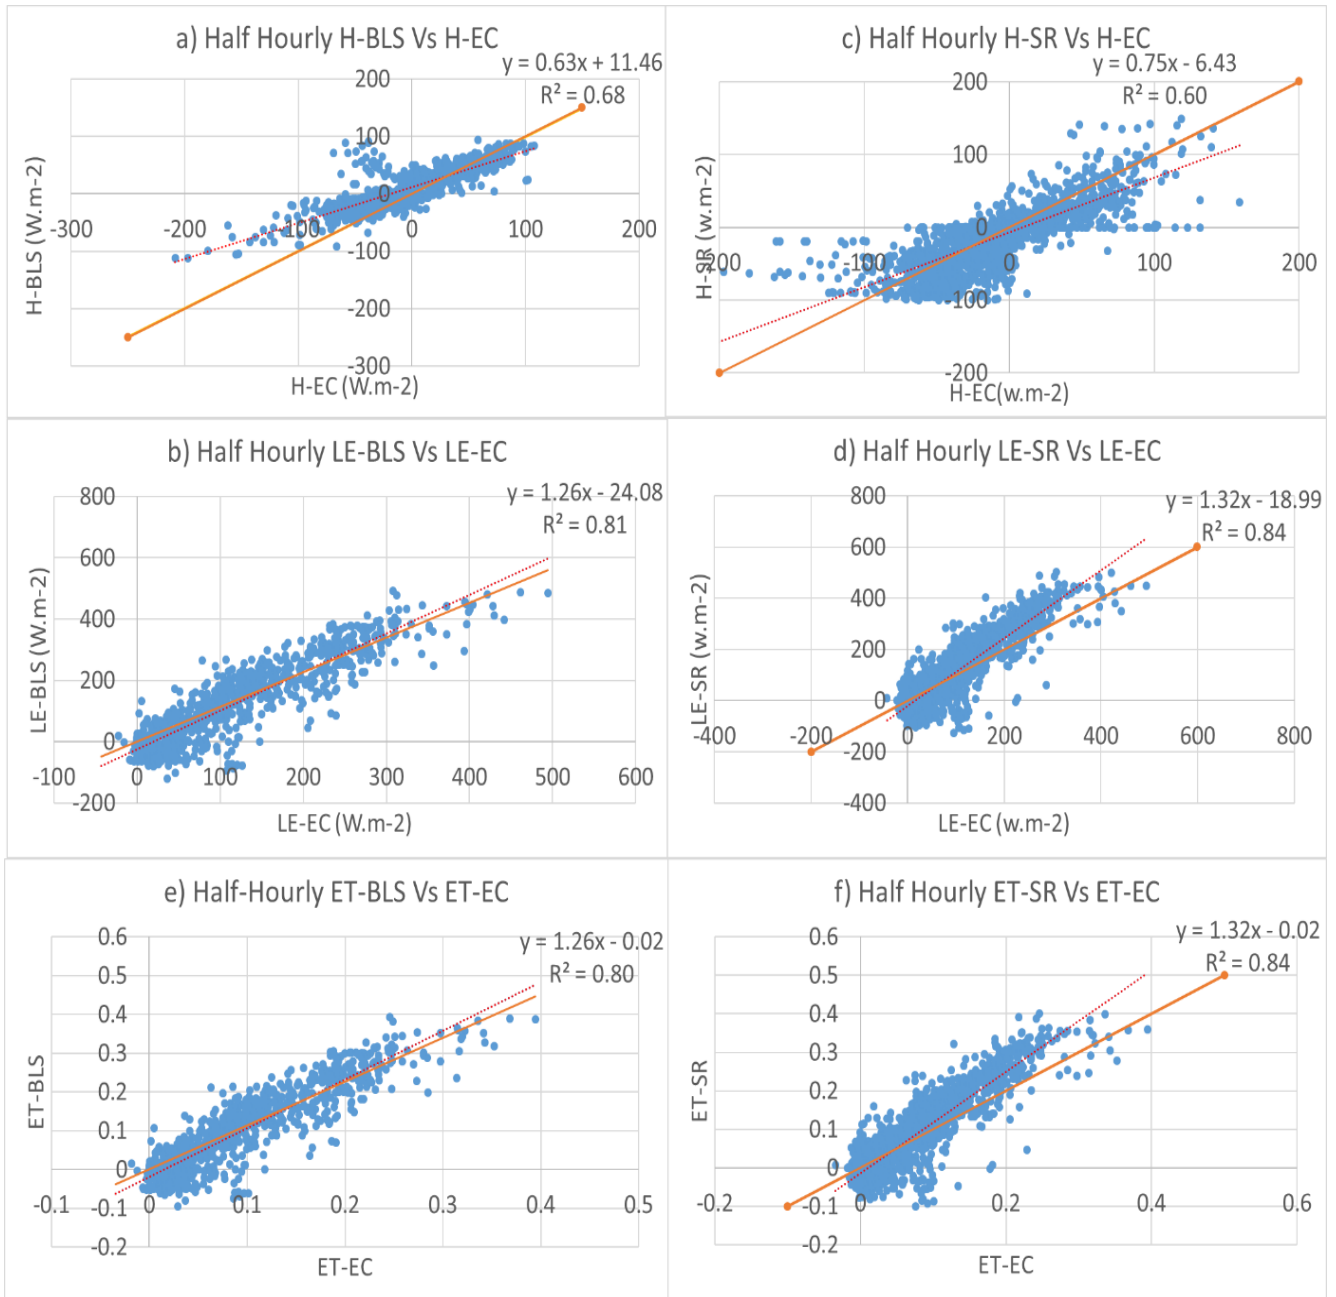 a) Half Hourly H-BLS Vs H-EC
y = 0.63x + 11.46
R² = 0.68
200
100
0
-100
-200
-300
-300
-200
-100
0
100
200
H-BLS (W.m-2)
H-EC (W.m-2)
c) Half Hourly H-SR Vs H-EC
y = 0.75x - 6.43
R² = 0.60
200
100
0
-100
-200
-200
-100
0
100
200
H-SR (w.m-2)
H-EC(w.m-2)
b) Half Hourly LE-BLS Vs LE-EC
y = 1.26x - 24.08
R² = 0.81
800
600
400
200
0
-200
-100
0
100
200
300
400
500
600
LE-BLS (W.m-2)
LE-EC (W.m-2)
d) Half Hourly LE-SR Vs LE-EC
y = 1.32x - 18.99
R² = 0.84
800
600
400
200
0
-200
-400
-400
-200
0
200
400
600
800
LE-SR (w.m-2)
LE-EC (w.m-2)
e) Half-Hourly ET-BLS Vs ET-EC
y = 1.26x - 0.02
R² = 0.80
0.6
0.5
0.4
0.3
0.2
0.1
0
-0.1
-0.2
-0.1
0
0.1
0.2
0.3
0.4
0.5
ET-BLS
ET-EC
f) Half Hourly ET-SR Vs ET-EC
y = 1.32x - 0.02
R² = 0.84
0.6
0.5
0.4
0.3
0.2
0.1
0
-0.1
-0.2
-0.2
0
0.2
0.4
0.6
ET-SR
ET-EC